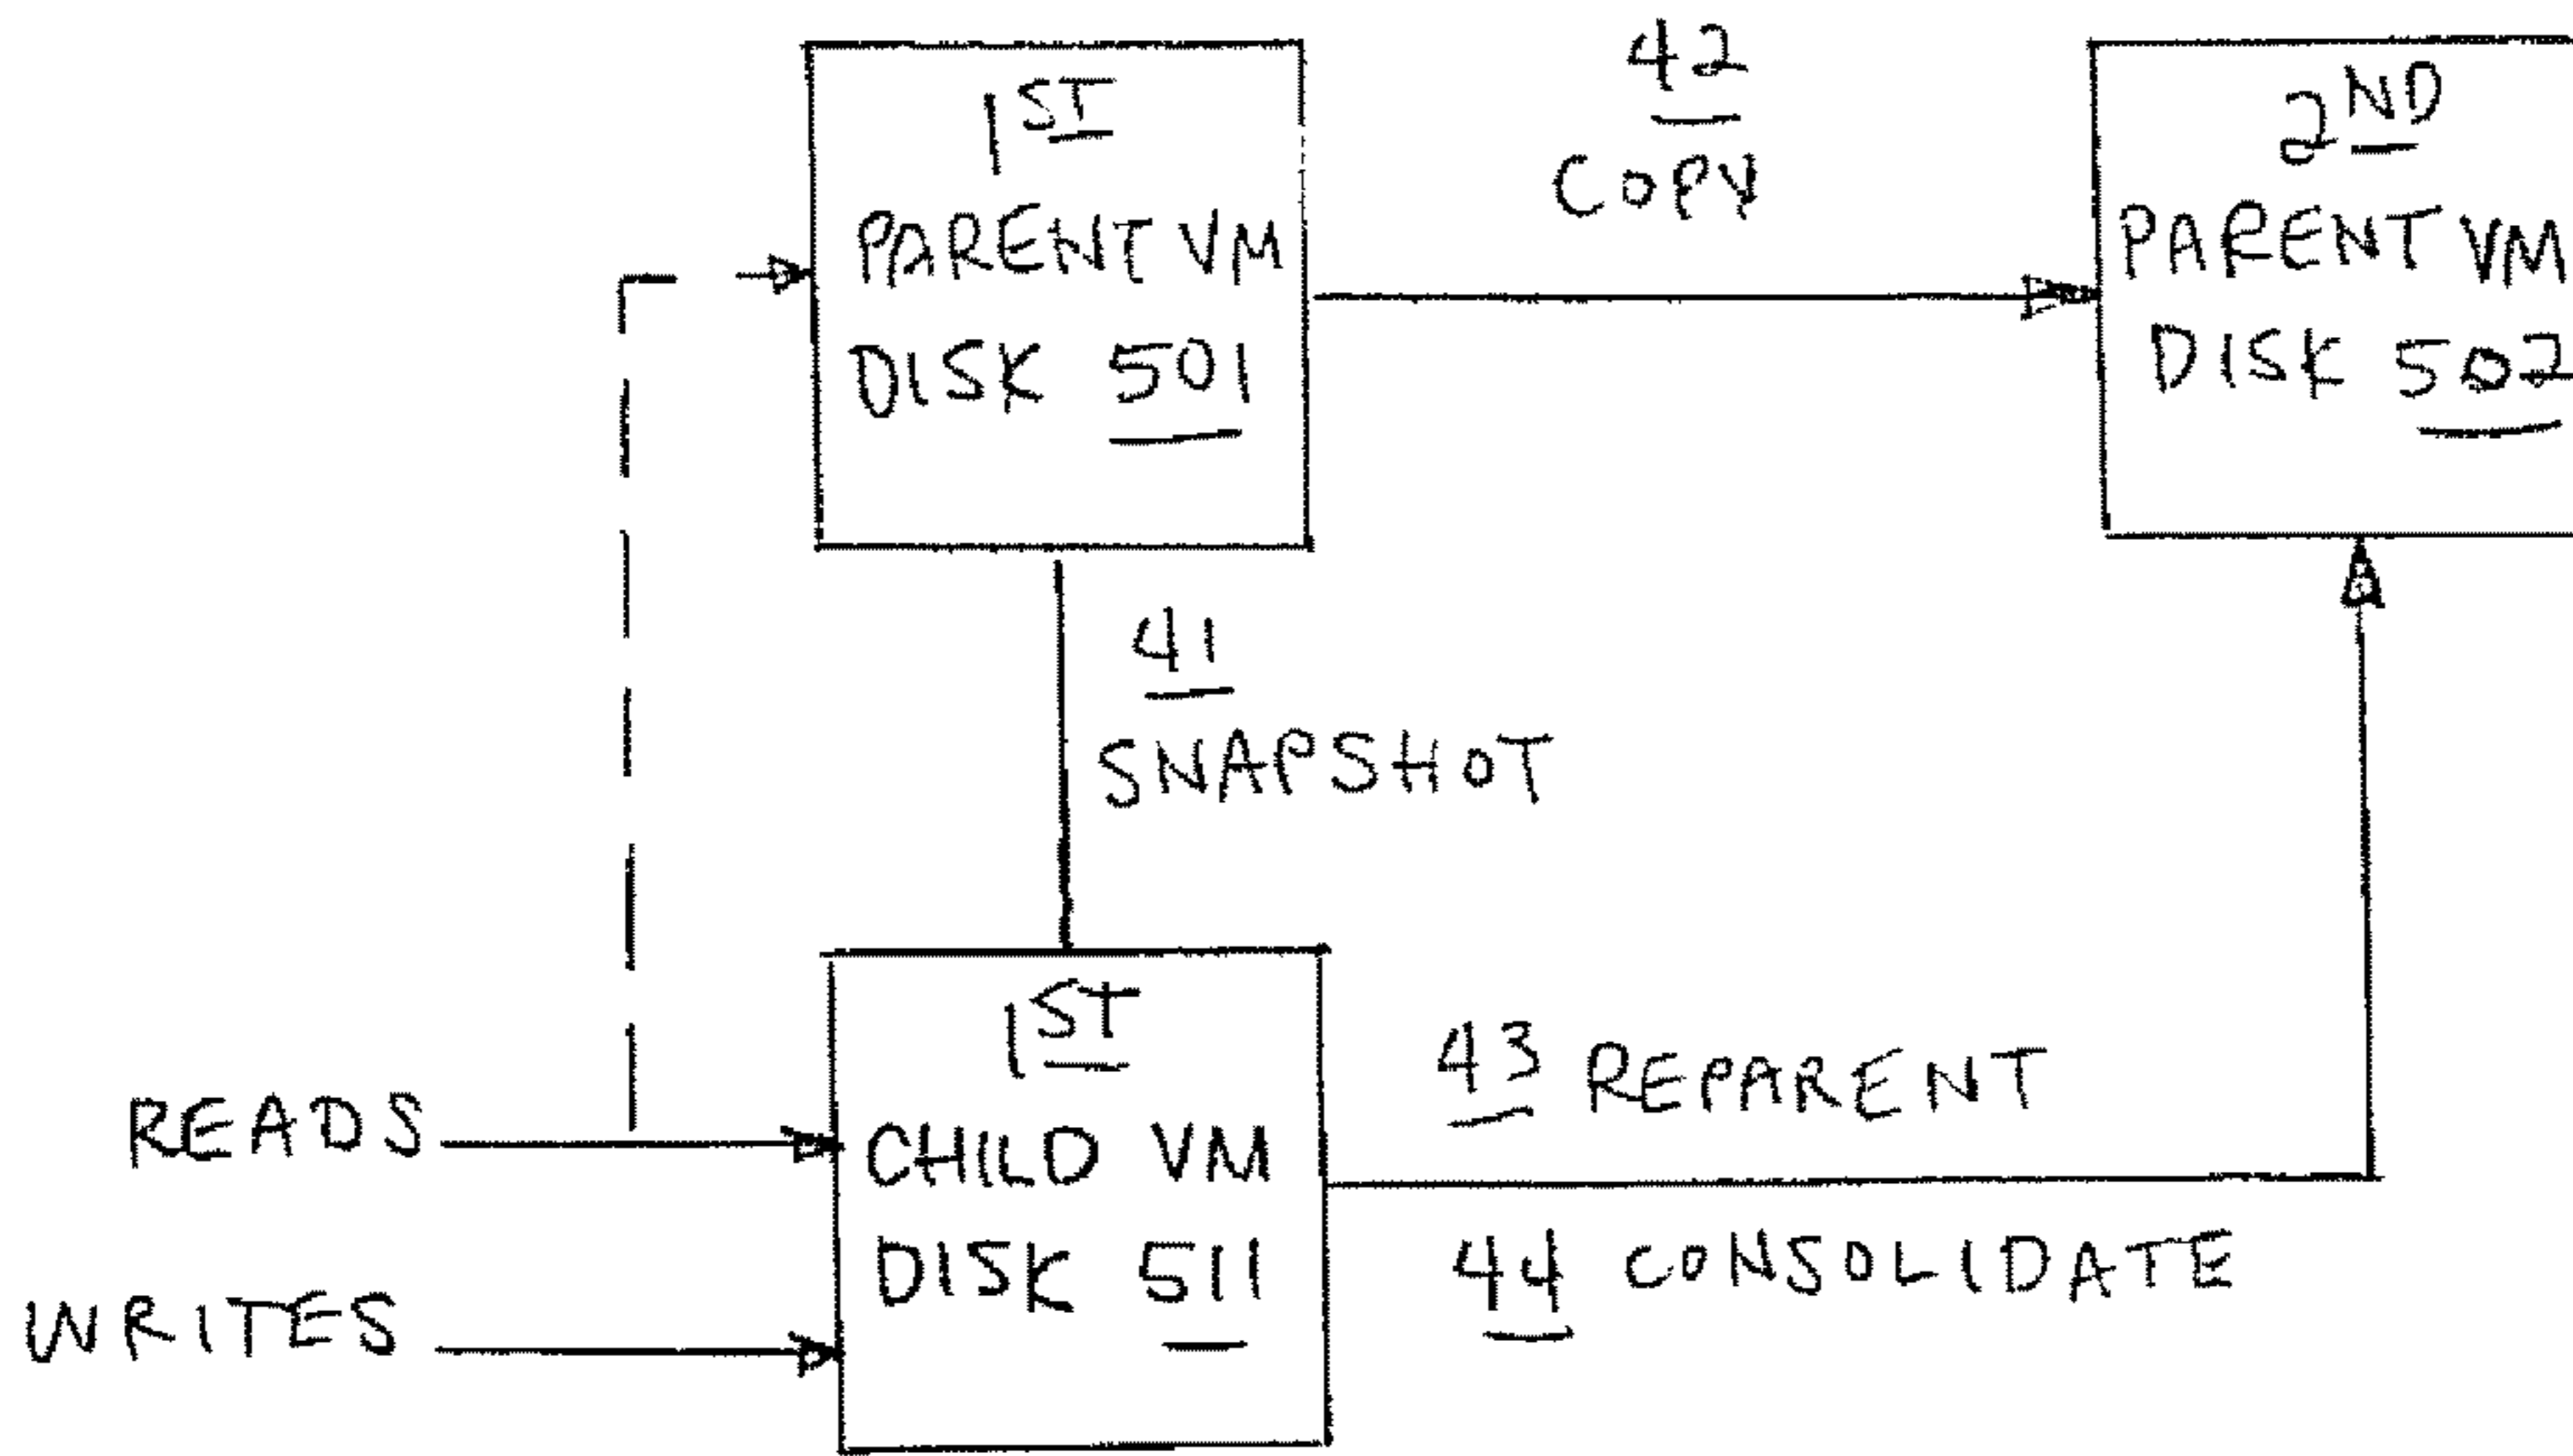 1ST
PARENT VM
DISK 501
42
COPY
2ND
PARENT VM
DISK 502
41
SNAPSHOT
1ST
CHILD VM
DISK 511
READS
WRITES
43 REPARENT
44 CONSOLIDATE